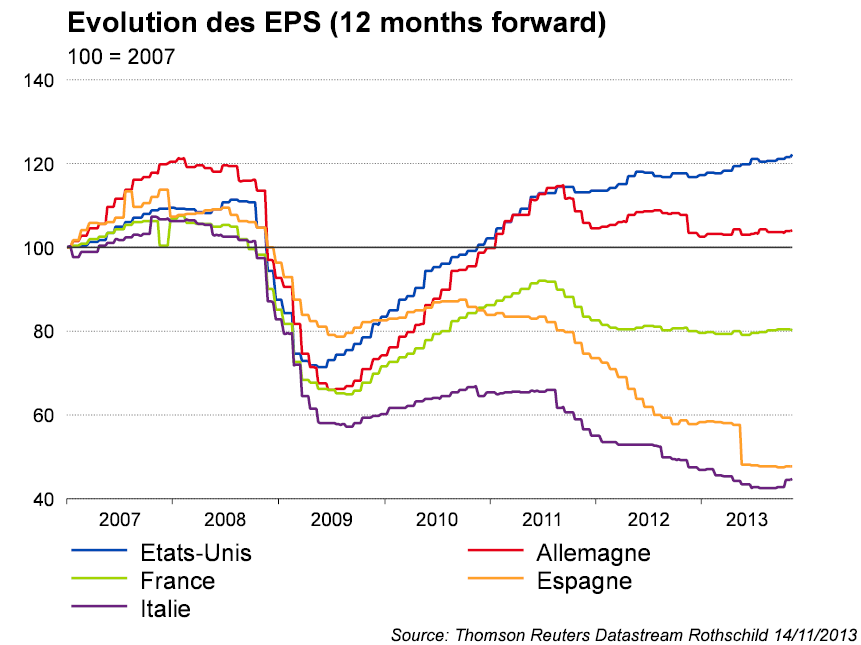 Evolution des EPS (12 months forward)
100 = 2007
140
120
100
80
60
40
2007 2008 2009 2010 2011 2012 2013
Etats-Unis Allemagne
France Espagne
Italie
Source: Thomson Reuters Datastream Rothschild 14/11/2013